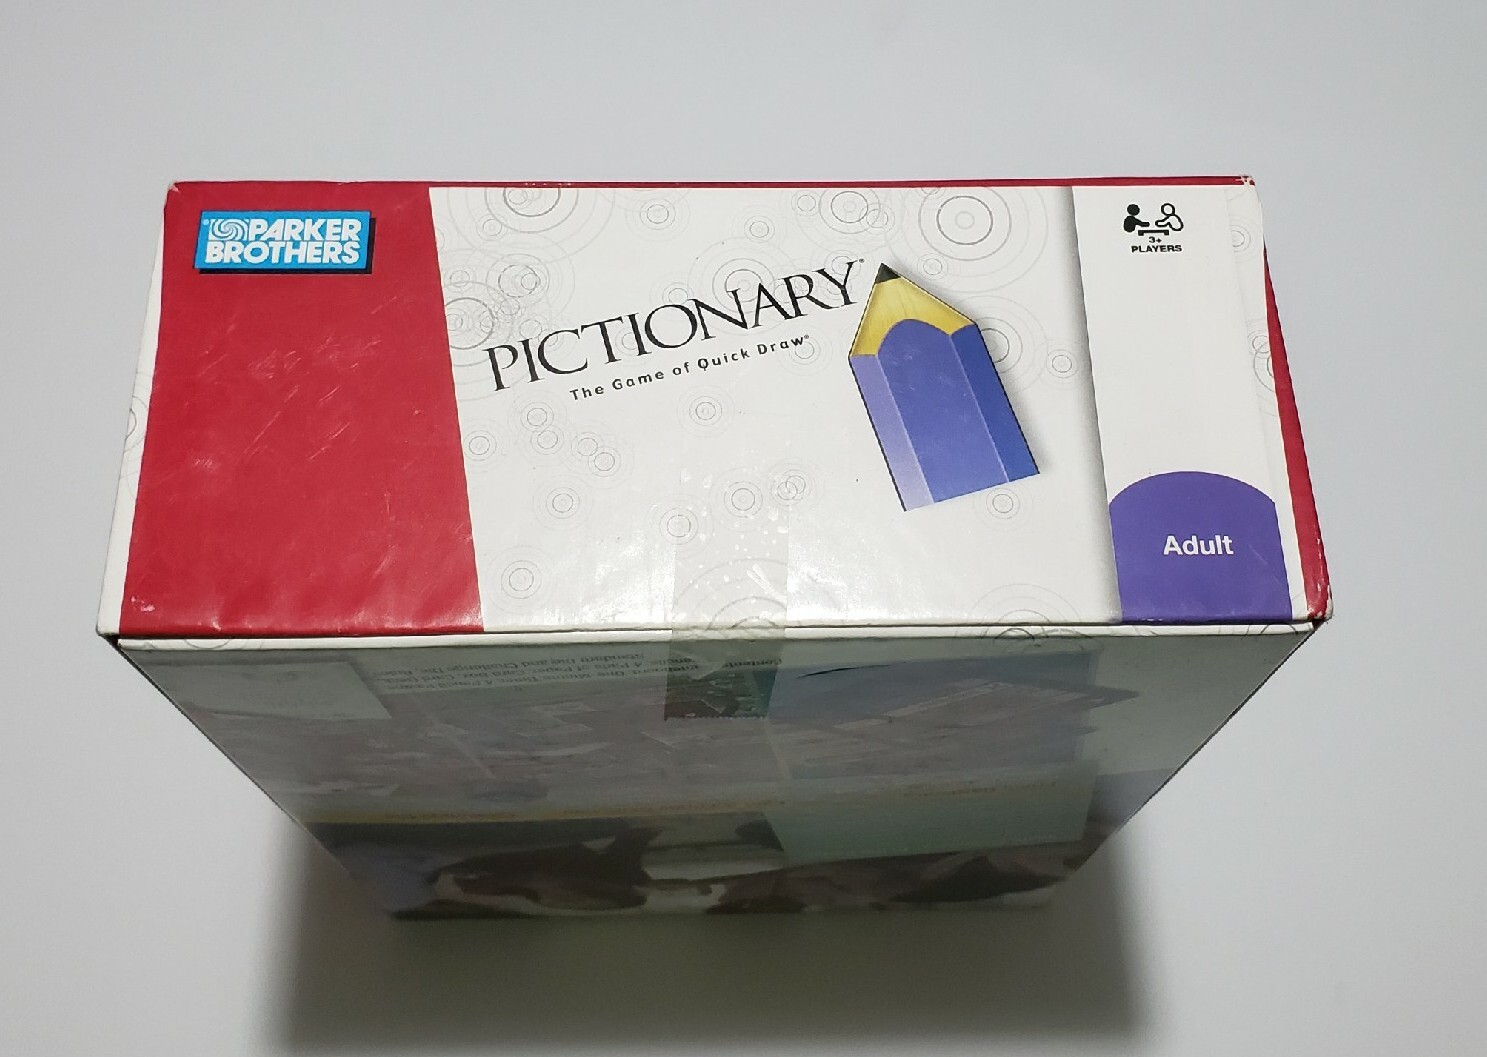 PARKER
BROTHERS
PICTIONARY®
The Game of Quick Draw®
3+
PLAYERS
Adult